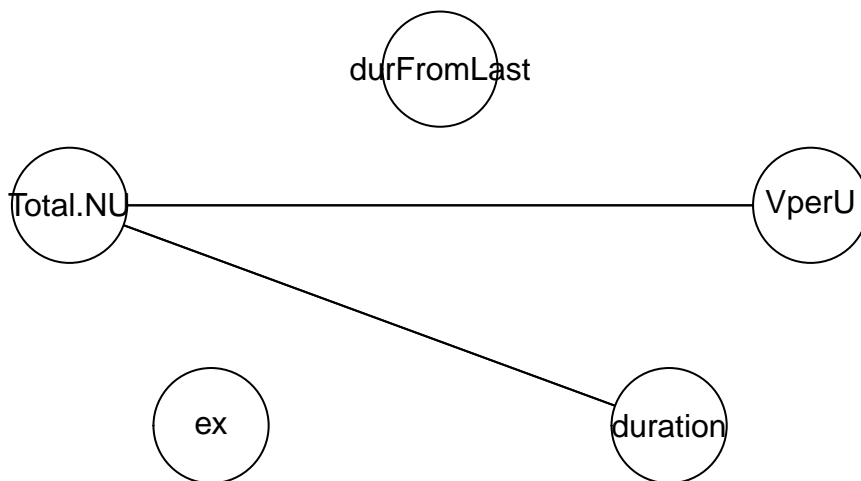 durFromLast
Total.NU
VperU
ex
duration